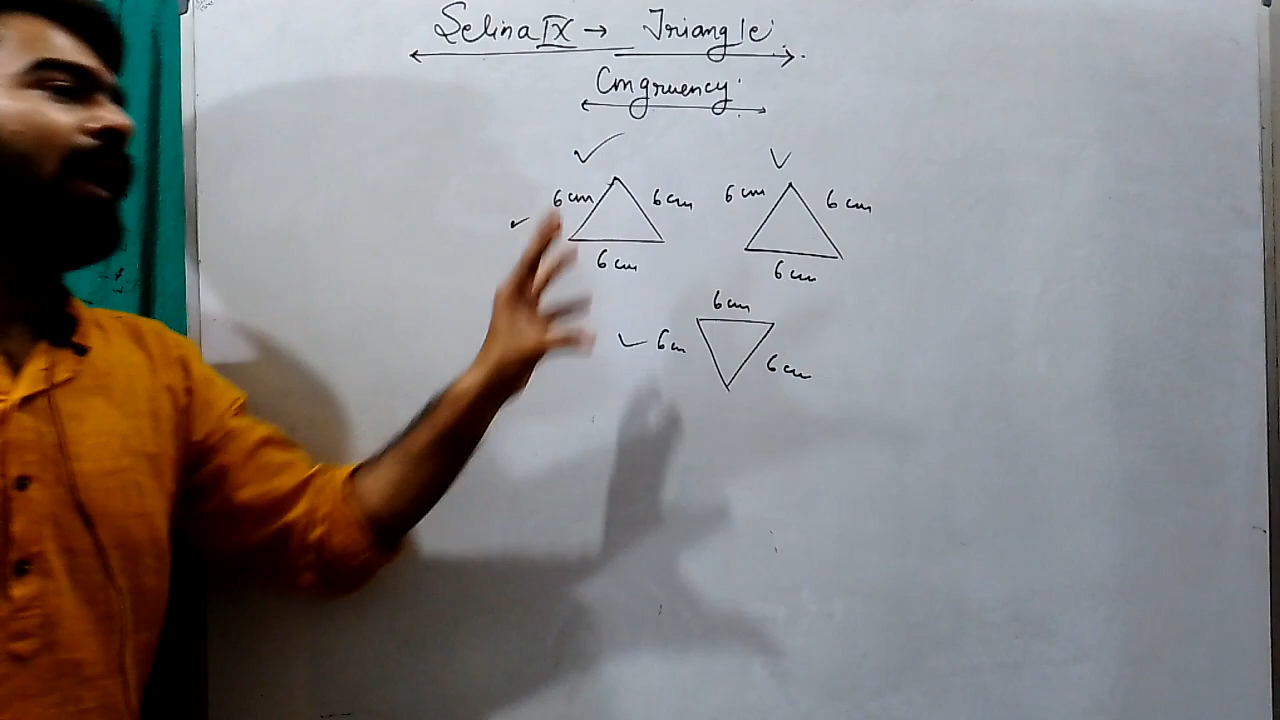 Selina IX → Triangle
Congruency
6 cm 6 cm 6 cm 6 cm
6 cm 6 cm
6 cm
6 cm 6 cm